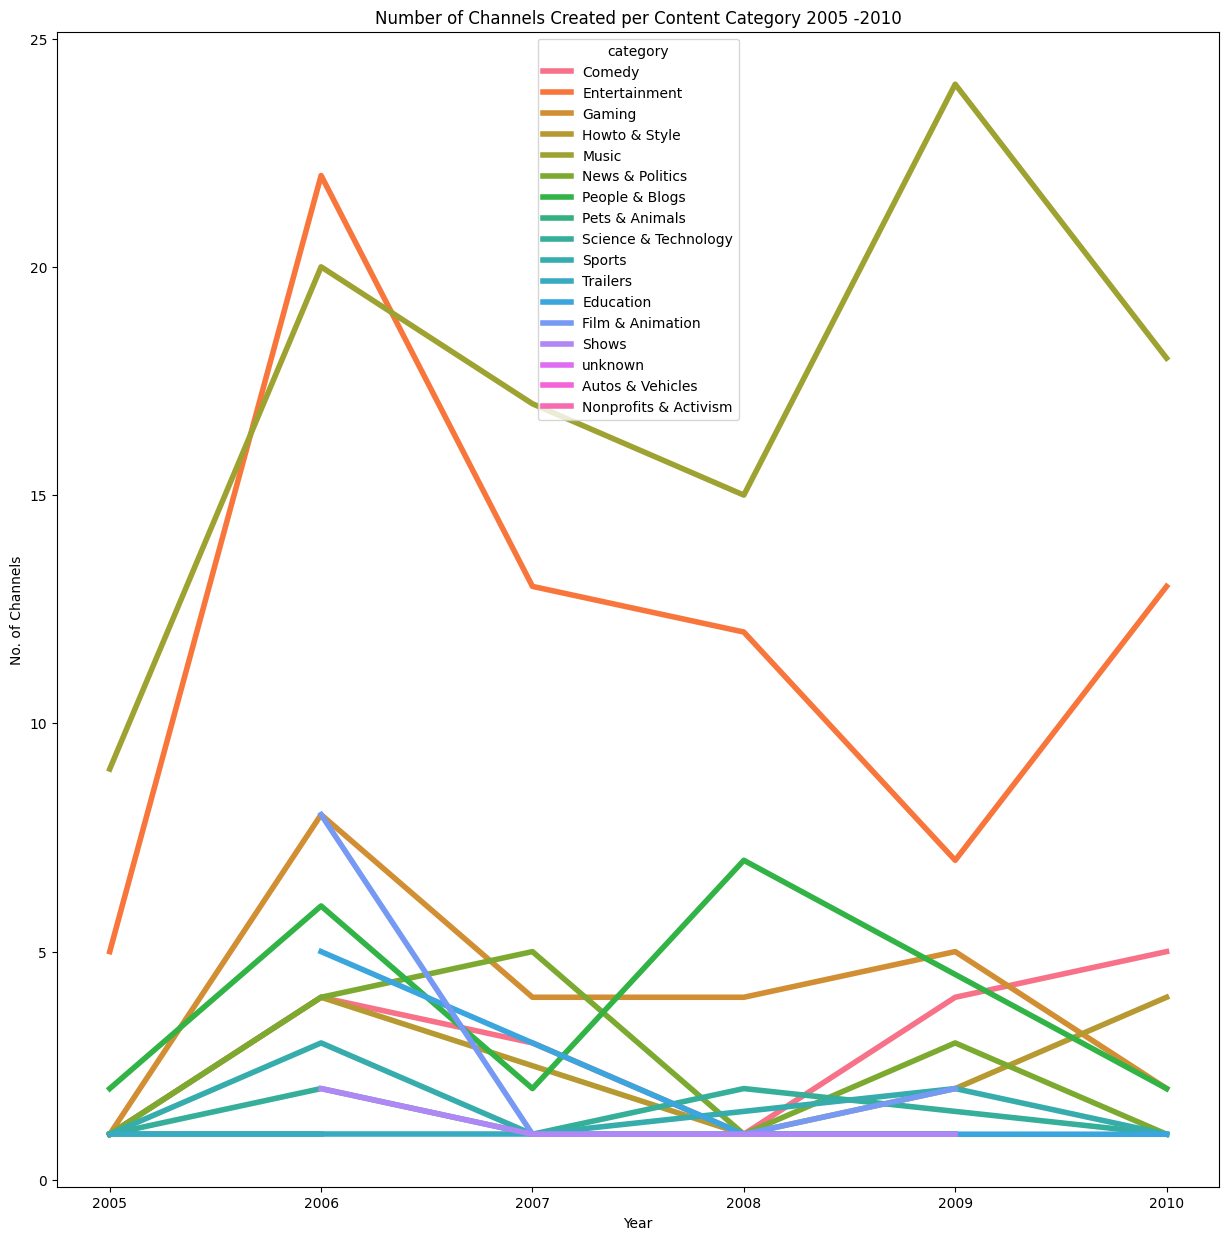 Number of Channels Created per Content Category 2005 -2010
25
20
15
10
5
0
No. of Channels
category
Comedy
Entertainment
Gaming
Howto & Style
Music
News & Politics
People & Blogs
Pets & Animals
Science & Technology
Sports
Trailers
Education
Film & Animation
Shows
unknown
Autos & Vehicles
Nonprofits & Activism
2005 2006 2007 2008 2009 2010
Year